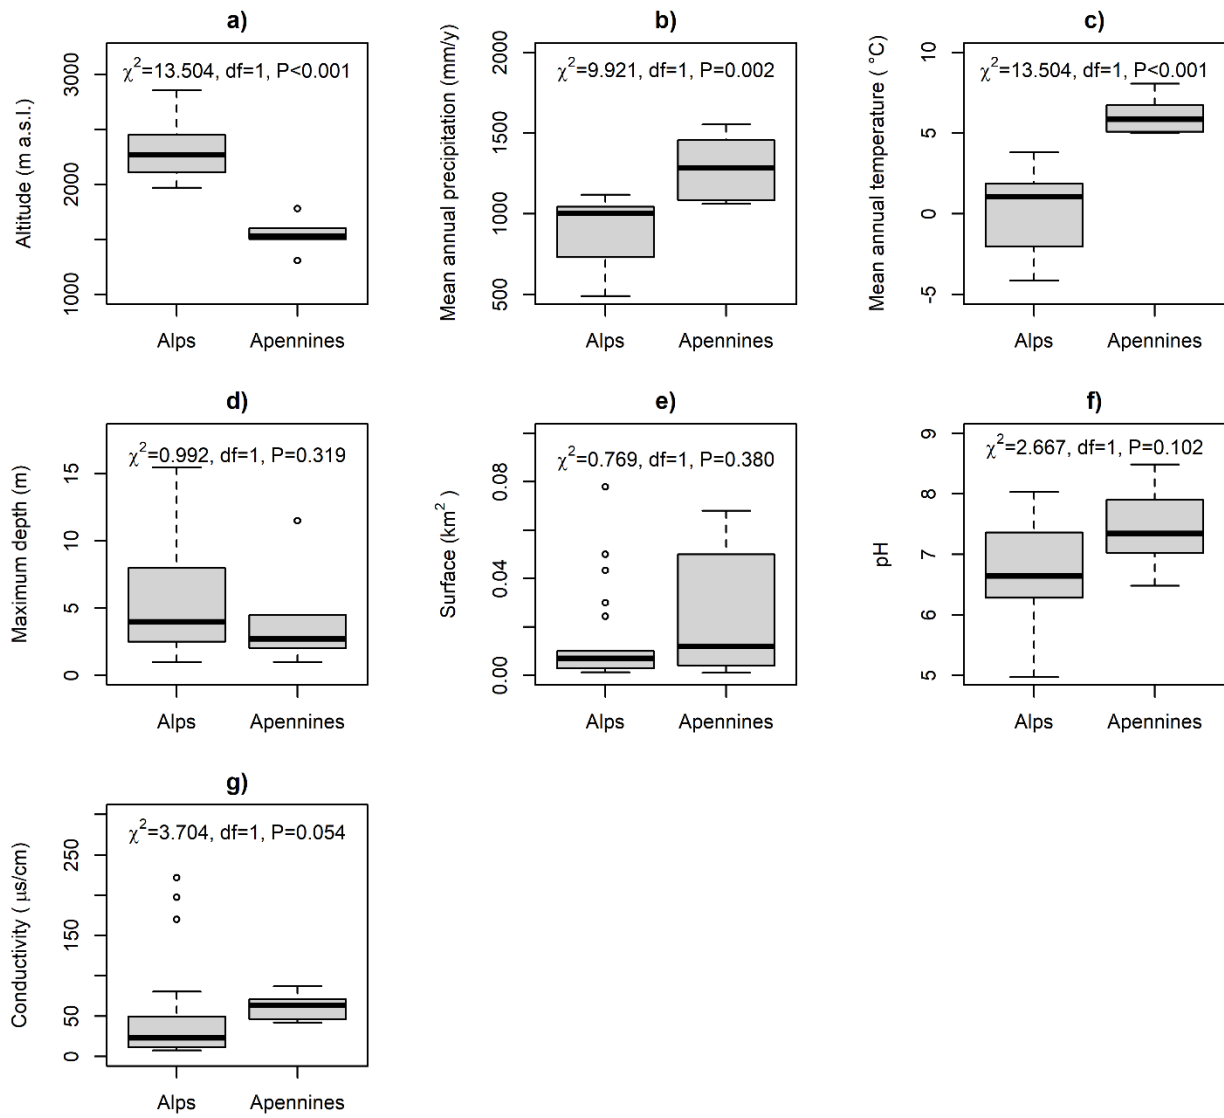 a)
χ²=13.504, df=1, P<0.001
Altitude (m a.s.l.)
3000
2000
1000
Alps Apennines
b)
χ²=9.921, df=1, P=0.002
Mean annual precipitation (mm/y)
2000
1500
1000
500
Alps Apennines
c)
χ²=13.504, df=1, P<0.001
Mean annual temperature ( °C)
10
5
0
-5
Alps Apennines
d)
χ²=0.992, df=1, P=0.319
Maximum depth (m)
15
10
5
0
Alps Apennines
e)
χ²=0.769, df=1, P=0.380
Surface (km² )
0.08
0.04
0.00
Alps Apennines
f)
χ²=2.667, df=1, P=0.102
pH
9
8
7
6
5
Alps Apennines
g)
χ²=3.704, df=1, P=0.054
Conductivity ( µs/cm)
250
150
50
0
Alps Apennines